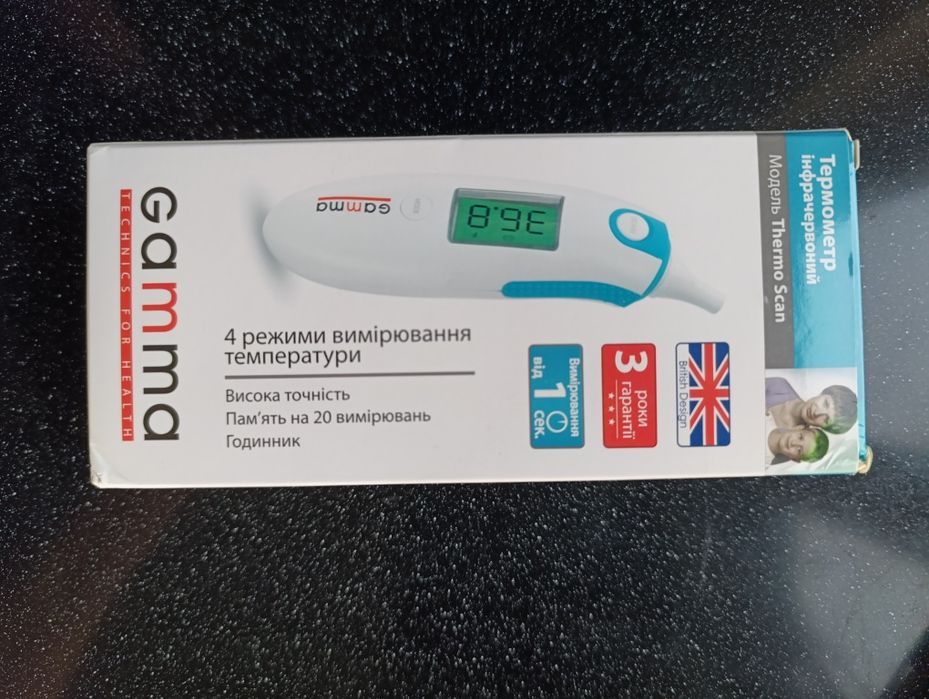 Gamma
TECHNICS FOR HEALTH
Термометр
інфрачервоний
Модель Thermo Scan
Gamma
36.8
4 режими вимірювання
температури
Висока точність
Пам'ять на 20 вимірювань
Годинник
Вимірювання
від 1 сек.
3 роки
гарантії
British Design